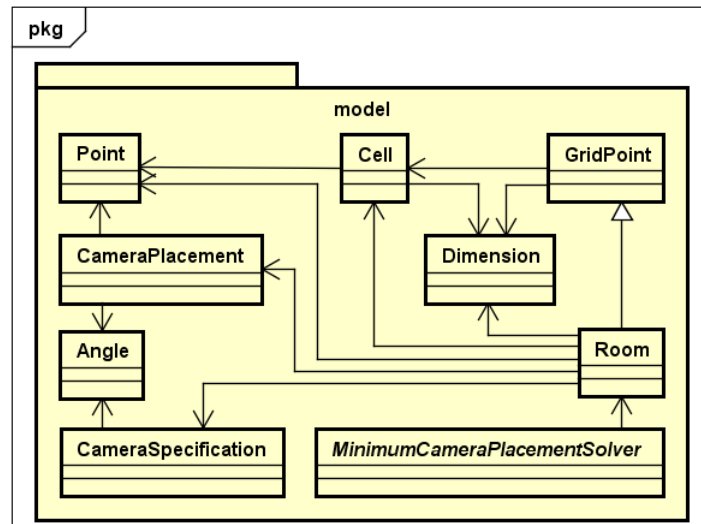 pkg
model
Point
Cell
GridPoint
CameraPlacement
Dimension
Angle
Room
CameraSpecification
MinimumCameraPlacementSolver